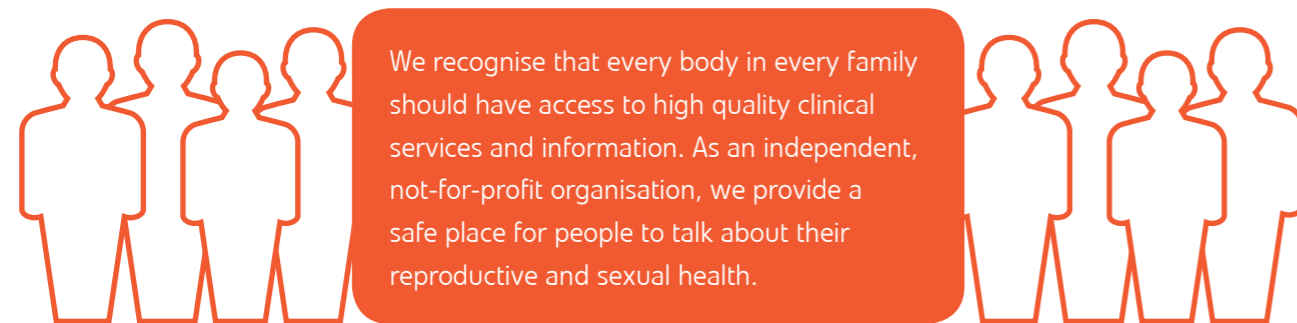 We recognise that every body in every family
should have access to high quality clinical
services and information. As an independent,
not-for-profit organisation, we provide a
safe place for people to talk about their
reproductive and sexual health.